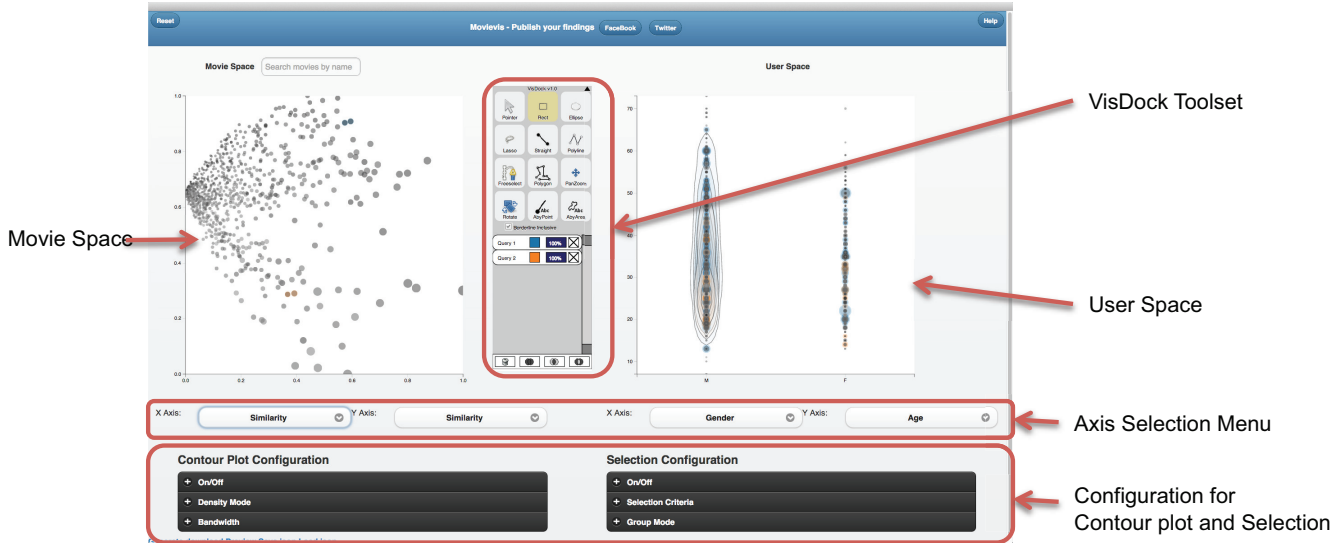 Reset
Movievis - Publish your findings FaceBook Twitter
Help
Movie Space Search movies by name
User Space
1.0
0.8
0.6
0.4
0.2
0.0
0.0 0.2 0.4 0.6 0.8 1.0
VisDock v1.0
Pointer Rect Ellipse
Lasso Straight Polyline
Freeselect Polygon PanZoom
Abc Abc
Rotate AbyPoint AbyArea
Borderline Inclusive
Query 1 100%
Query 2 100%
70
60
50
40
30
20
10
M F
VisDock Toolset
Movie Space
User Space
X Axis: Similarity Y Axis: Similarity
X Axis: Gender Y Axis: Age
Axis Selection Menu
Contour Plot Configuration
+ On/Off
+ Density Mode
+ Bandwidth
Selection Configuration
+ On/Off
+ Selection Criteria
+ Group Mode
Configuration for
Contour plot and Selection